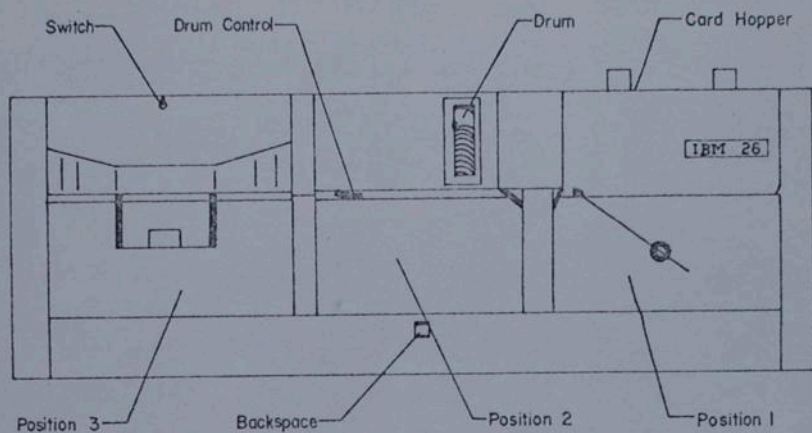 Switch
Drum Control
Drum
Card Hopper
IBM 26
Position 3
Backspace
Position 2
Position 1